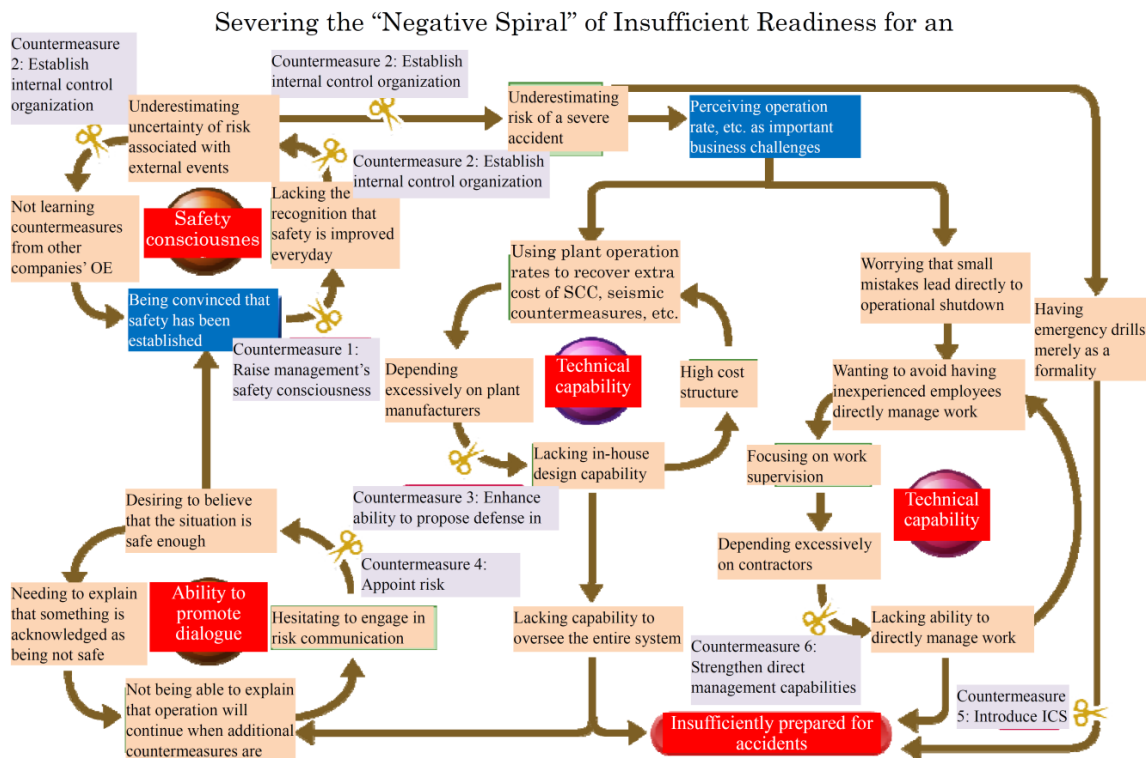 Severing the “Negative Spiral” of Insufficient Readiness for an
Countermeasure
2: Establish
internal control
organization
Countermeasure 2: Establish
internal control organization
Underestimating
uncertainty of risk
associated with
external events
Underestimating
risk of a severe
accident
Perceiving operation
rate, etc. as important
business challenges
Countermeasure 2: Establish
internal control organization
Not learning
countermeasures
from other
companies’ OE
Safety
consciousnes
Lacking the
recognition that
safety is improved
everyday
Being convinced that
safety has been
established
Countermeasure 1:
Raise management’s
safety consciousness
Using plant operation
rates to recover extra
cost of SCC, seismic
countermeasures, etc.
Worrying that small
mistakes lead directly to
operational shutdown
Having
emergency drills
merely as a
formality
Depending
excessively on plant
manufacturers
Technical
capability
High cost
structure
Wanting to avoid having
inexperienced employees
directly manage work
Lacking in-house
design capability
Focusing on work
supervision
Technical
capability
Countermeasure 3: Enhance
ability to propose defense in
Desiring to believe
that the situation is
safe enough
Countermeasure 4:
Appoint risk
Depending excessively
on contractors
Needing to explain
that something is
acknowledged as
being not safe
Ability to
promote
dialogue
Hesitating to engage in
risk communication
Lacking capability to
oversee the entire system
Lacking ability to
directly manage work
Countermeasure 6:
Strengthen direct
management capabilities
Not being able to explain
that operation will
continue when additional
countermeasures are
Insufficiently prepared for
accidents
Countermeasure
5: Introduce ICS